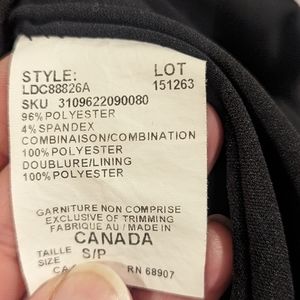 STYLE: LOT
LDC88826A 151263
SKU 3109622090080
96% POLYESTER
4% SPANDEX
COMBINAISON/COMBINATION
100% POLYESTER
DOUBLURE/LINING
100% POLYESTER
GARNITURE NON COMPRISE
EXCLUSIVE OF TRIMMING
FABRIQUE AU / MADE IN
CANADA
TAILLE S/P
SIZE
RN 68907